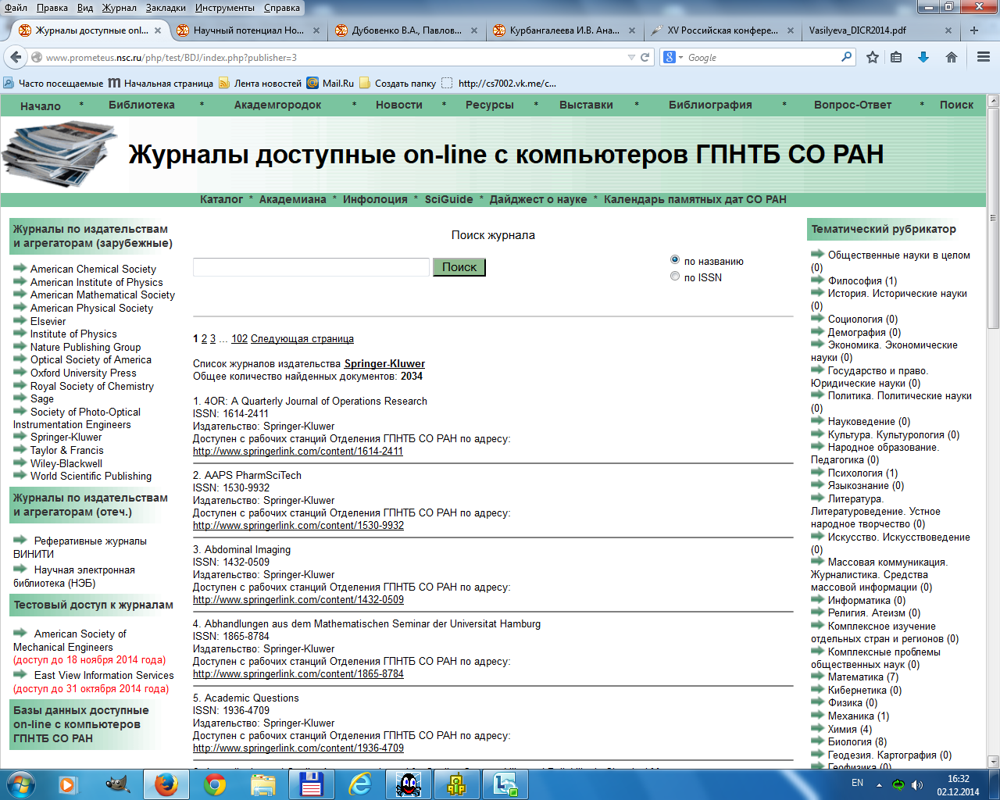 Файл Правка Вид Журнал Закладки Инструменты Справка
Журналы доступные onl...
Научный потенциал Но...
Дубовенко В.А., Павлов...
Курбангалеева И.В. Ана...
XV Российская конфере...
Vasilyeva_DICR2014.pdf
www.prometeus.nsc.ru/php/test/BDJ/index.php?publisher=3
Google
Часто посещаемые Начальная страница Лента новостей Mail.Ru Создать папку http://cs7002.vk.me/c...
Начало * Библиотека * Академгородок * Новости * Ресурсы * Выставки * Библиография * Вопрос-Ответ * Поиск
Журналы доступные on-line с компьютеров ГПНТБ СО РАН
Каталог * Академиана * Инфолоция * SciGuide * Дайджест о науке * Календарь памятных дат СО РАН
Журналы по издательствам
и агрегаторам (зарубежные)
American Chemical Society
American Institute of Physics
American Mathematical Society
American Physical Society
Elsevier
Institute of Physics
Nature Publishing Group
Optical Society of America
Oxford University Press
Royal Society of Chemistry
Sage
Society of Photo-Optical
Instrumentation Engineers
Springer-Kluwer
Taylor & Francis
Wiley-Blackwell
World Scientific Publishing
Журналы по издательствам
и агрегаторам (отеч.)
Реферативные журналы
ВИНИТИ
Научная электронная
библиотека (НЭБ)
Тестовый доступ к журналам
American Society of
Mechanical Engineers
(доступ до 18 ноября 2014 года)
East View Information Services
(доступ до 31 октября 2014 года)
Базы данных доступные
on-line с компьютеров
ГПНТБ СО РАН
Поиск журнала
Поиск
по названию
по ISSN
1 2 3 ... 102 Следующая страница
Список журналов издательства Springer-Kluwer
Общее количество найденных документов: 2034
1. 4OR: A Quarterly Journal of Operations Research
ISSN: 1614-2411
Издательство: Springer-Kluwer
Доступен с рабочих станций Отделения ГПНТБ СО РАН по адресу:
http://www.springerlink.com/content/1614-2411
2. AAPS PharmSciTech
ISSN: 1530-9932
Издательство: Springer-Kluwer
Доступен с рабочих станций Отделения ГПНТБ СО РАН по адресу:
http://www.springerlink.com/content/1530-9932
3. Abdominal Imaging
ISSN: 1432-0509
Издательство: Springer-Kluwer
Доступен с рабочих станций Отделения ГПНТБ СО РАН по адресу:
http://www.springerlink.com/content/1432-0509
4. Abhandlungen aus dem Mathematischen Seminar der Universitat Hamburg
ISSN: 1865-8784
Издательство: Springer-Kluwer
Доступен с рабочих станций Отделения ГПНТБ СО РАН по адресу:
http://www.springerlink.com/content/1865-8784
5. Academic Questions
ISSN: 1936-4709
Издательство: Springer-Kluwer
Доступен с рабочих станций Отделения ГПНТБ СО РАН по адресу:
http://www.springerlink.com/content/1936-4709
Тематический рубрикатор
Общественные науки в целом
(0)
Философия (1)
История. Исторические науки
(0)
Социология (0)
Демография (0)
Экономика. Экономические
науки (0)
Государство и право.
Юридические науки (0)
Политика. Политические науки
(0)
Науковедение (0)
Культура. Культурология (0)
Народное образование.
Педагогика (0)
Психология (1)
Языкознание (0)
Литература.
Литературоведение. Устное
народное творчество (0)
Искусство. Искусствоведение
(0)
Массовая коммуникация.
Журналистика. Средства
массовой информации (0)
Информатика (0)
Религия. Атеизм (0)
Комплексное изучение
отдельных стран и регионов (0)
Комплексные проблемы
общественных наук (0)
Математика (7)
Кибернетика (0)
Физика (0)
Механика (1)
Химия (4)
Биология (8)
Геодезия. Картография (0)
Геофизика (0)
EN
16:32
02.12.2014